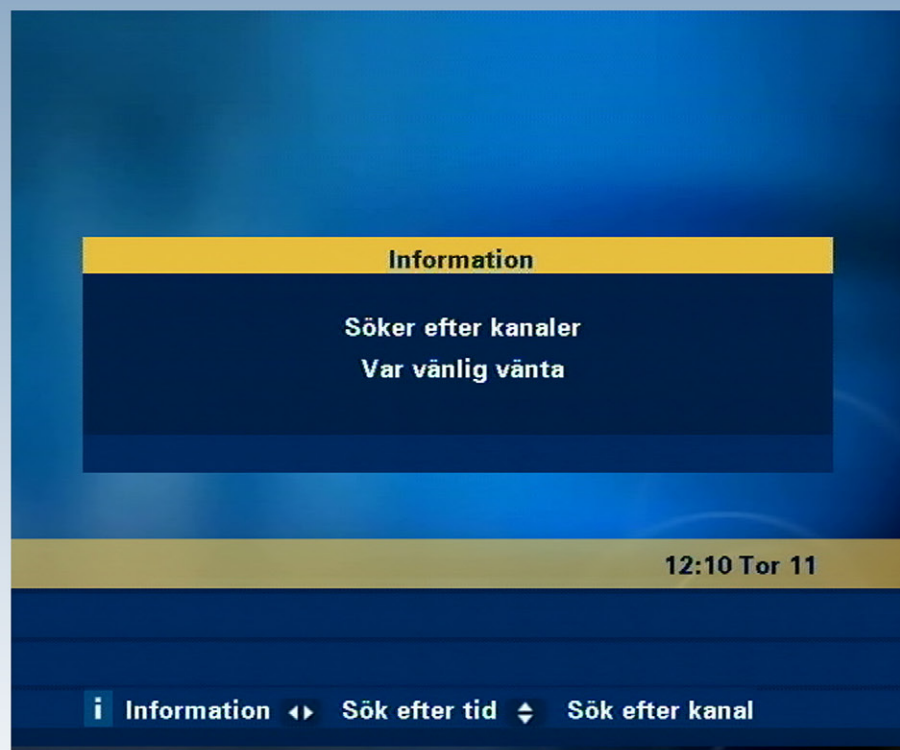 Information
Söker efter kanaler
Var vänlig vänta
12:10 Tor 11
i Information Sök efter tid Sök efter kanal